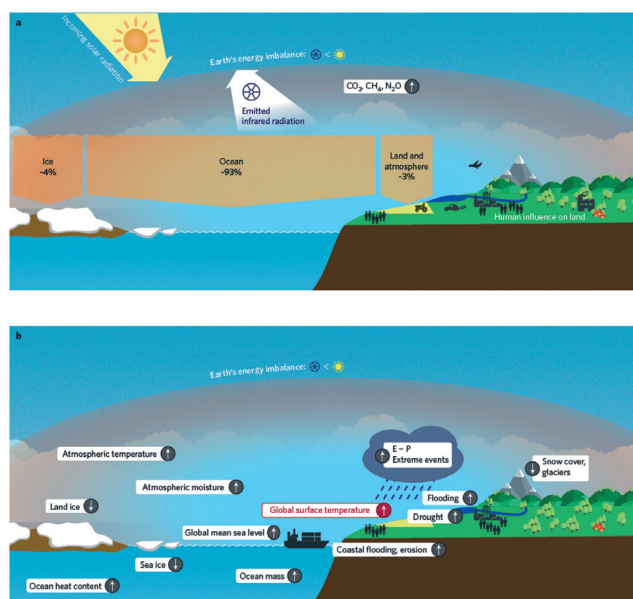 a
Incoming solar radiation
Earth's energy imbalance: <
CO₂, CH₄, N₂O ↑
Emitted
infrared radiation
Ice
~4%
Ocean
~93%
Land and
atmosphere
~3%
Human influence on land
b
Earth's energy imbalance: <
E – P
Extreme events
Atmospheric temperature ↑
Snow cover,
glaciers
Atmospheric moisture ↑
Flooding ↑
Land ice ↓
Global surface temperature ↑
Drought ↑
Global mean sea level ↑
Coastal flooding, erosion ↑
Sea ice ↓
Ocean mass ↑
Ocean heat content ↑